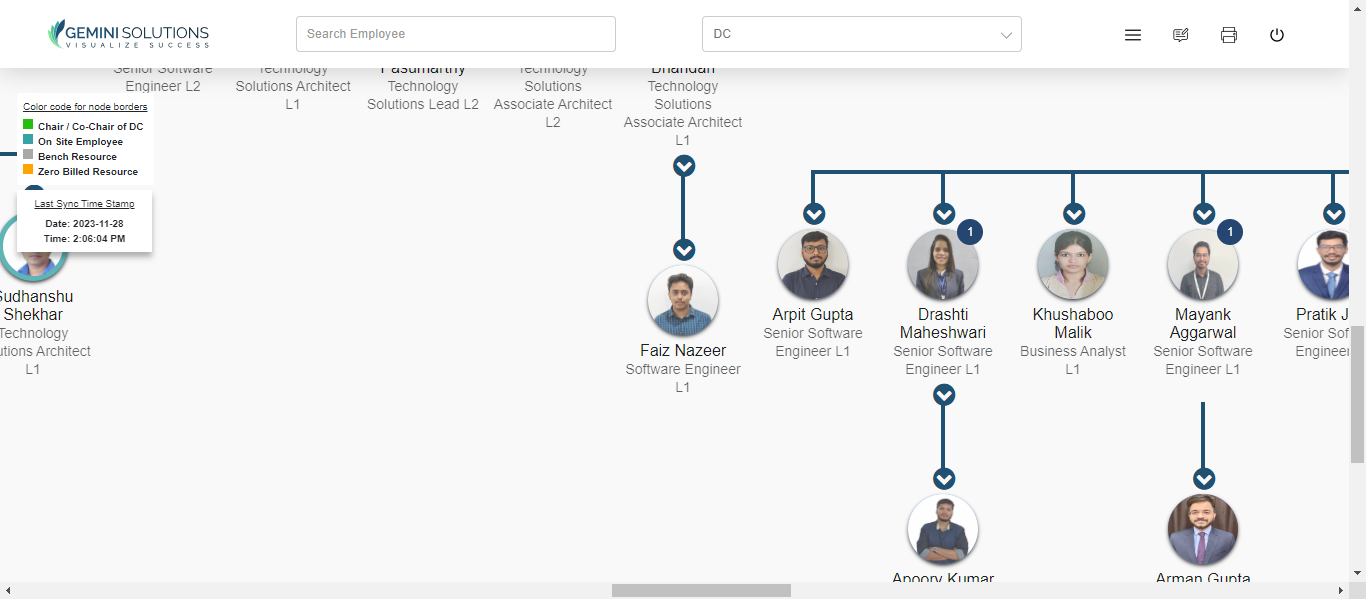 GEMINI SOLUTIONS
VISUALIZE SUCCESS
Search Employee
DC
Senior Software
Engineer L2
Technology
Solutions Architect
L1
Pasumarthy
Technology
Solutions Lead L2
Technology
Solutions
Associate Architect
L2
Bhandari
Technology
Solutions
Associate Architect
L1
Color code for node borders
Chair / Co-Chair of DC
On Site Employee
Bench Resource
Zero Billed Resource
Last Sync Time Stamp
Date: 2023-11-28
Time: 2:06:04 PM
Sudhanshu
Shekhar
Technology
utions Architect
L1
Faiz Nazeer
Software Engineer
L1
Arpit Gupta
Senior Software
Engineer L1
1
Drashti
Maheshwari
Senior Software
Engineer L1
Khushaboo
Malik
Business Analyst
L1
1
Mayank
Aggarwal
Senior Software
Engineer L1
Pratik J
Senior Sof
Engineer
Apoorv Kumar
Arman Gupta